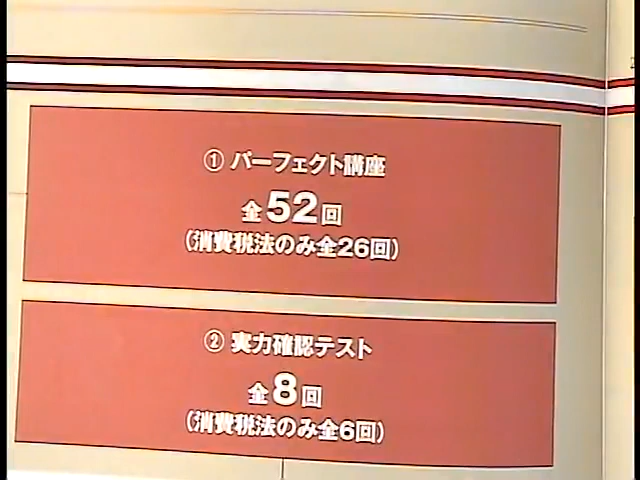 ① パーフェクト講座
全52回
(消費税法のみ全26回)
② 実力確認テスト
全8回
(消費税法のみ全6回)